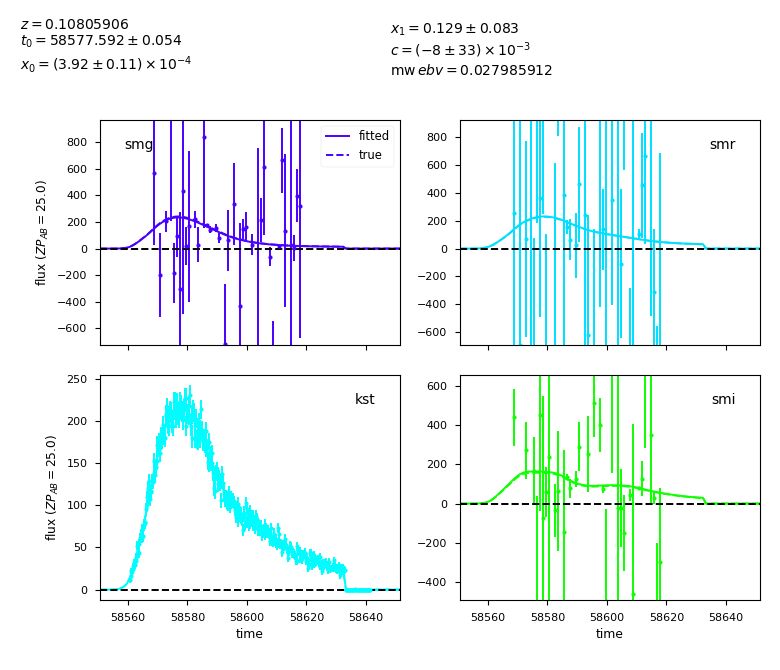 z = 0.10805906
t₀ = 58577.592 ± 0.054
x₀ = (3.92 ± 0.11) × 10⁻⁴
x₁ = 0.129 ± 0.083
c = (−8 ± 33) × 10⁻³
mw ebv = 0.027985912
smg
fitted
true
800
600
400
200
0
−200
−400
−600
flux (ZP_AB = 25.0)
smr
800
600
400
200
0
−200
−400
−600
kst
250
200
150
100
50
0
flux (ZP_AB = 25.0)
58560 58580 58600 58620 58640
time
smi
600
400
200
0
−200
−400
58560 58580 58600 58620 58640
time